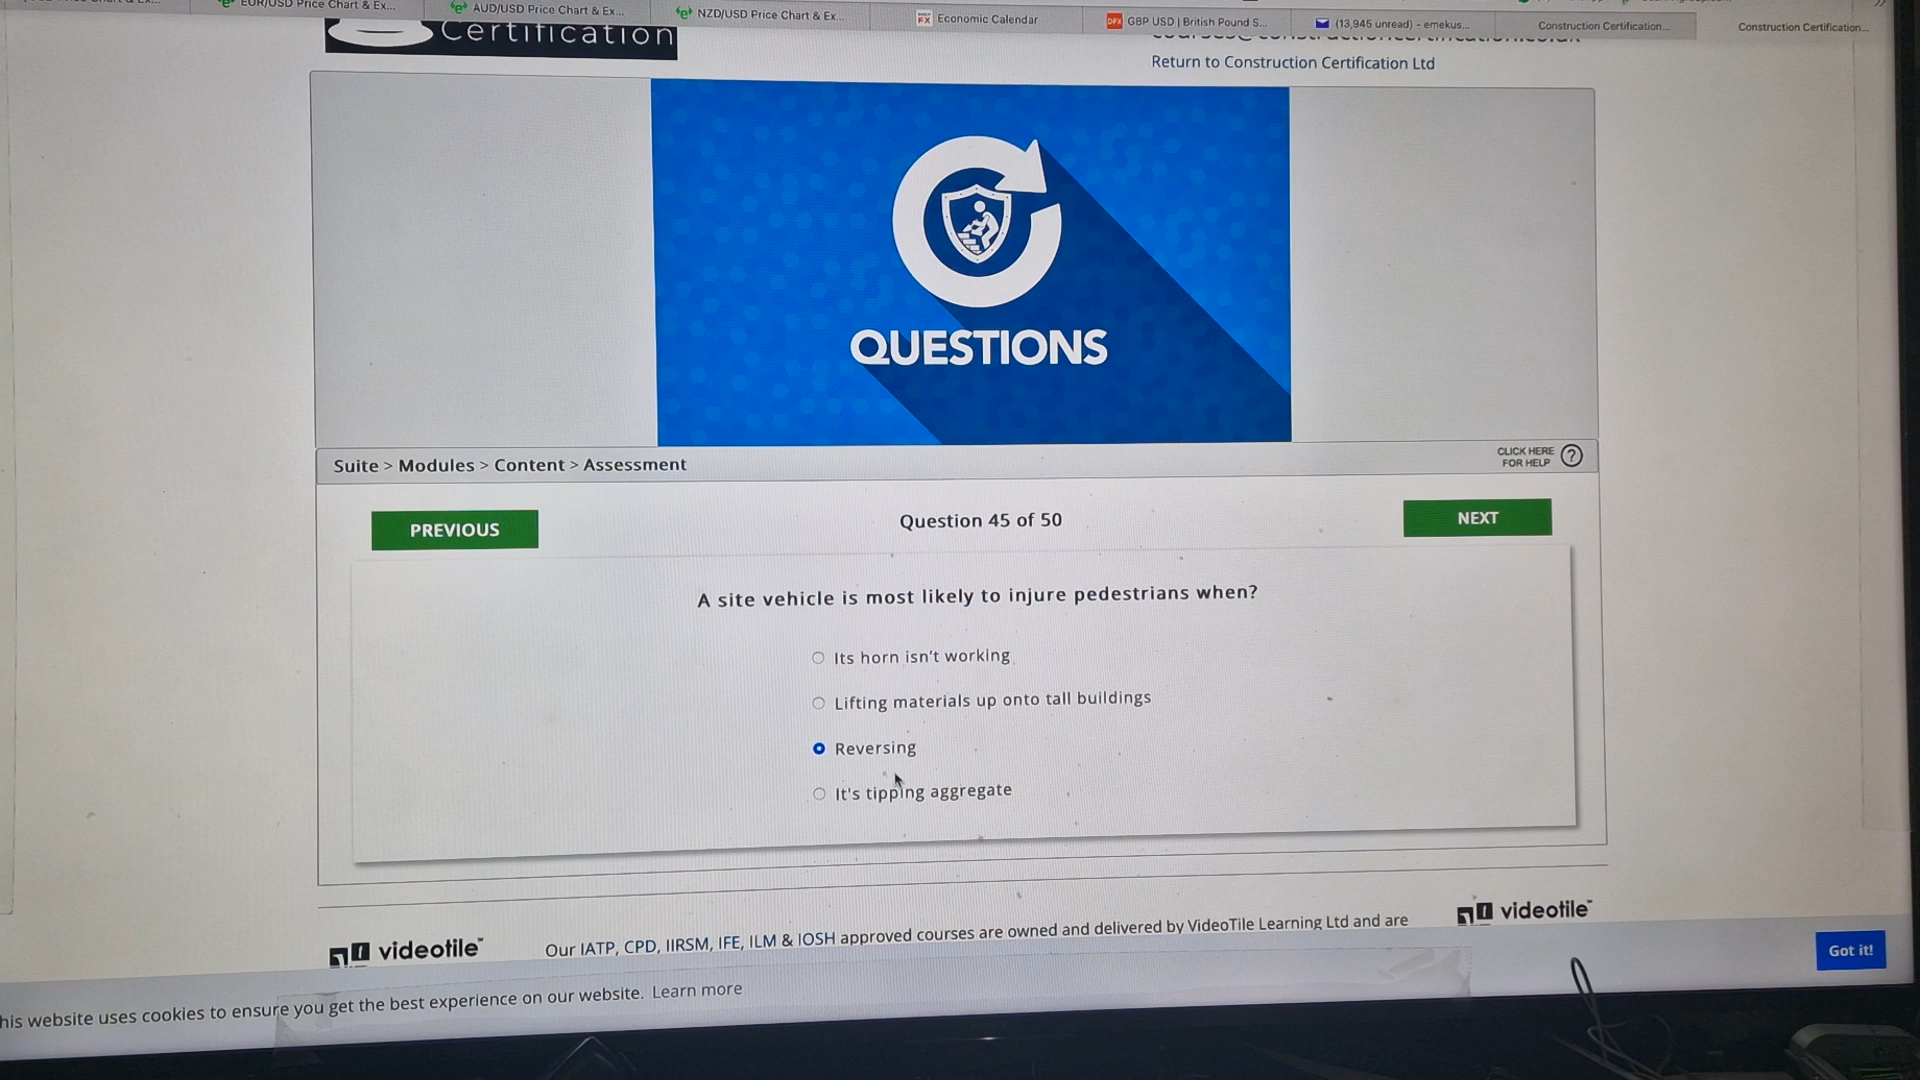 EUR/USD Price Chart & Ex...
AUD/USD Price Chart & Ex...
NZD/USD Price Chart & Ex...
Economic Calendar
GBP USD | British Pound S...
(13,945 unread) - emekus...
Construction Certification...
Construction Certification...
Certification
Return to Construction Certification Ltd
QUESTIONS
Suite > Modules > Content > Assessment
CLICK HERE
FOR HELP ?
PREVIOUS
Question 45 of 50
NEXT
A site vehicle is most likely to injure pedestrians when?
Its horn isn't working
Lifting materials up onto tall buildings
Reversing
It's tipping aggregate
videotile
Our IATP, CPD, IIRSM, IFE, ILM & IOSH approved courses are owned and delivered by VideoTile Learning Ltd and are
videotile
his website uses cookies to ensure you get the best experience on our website. Learn more
Got it!